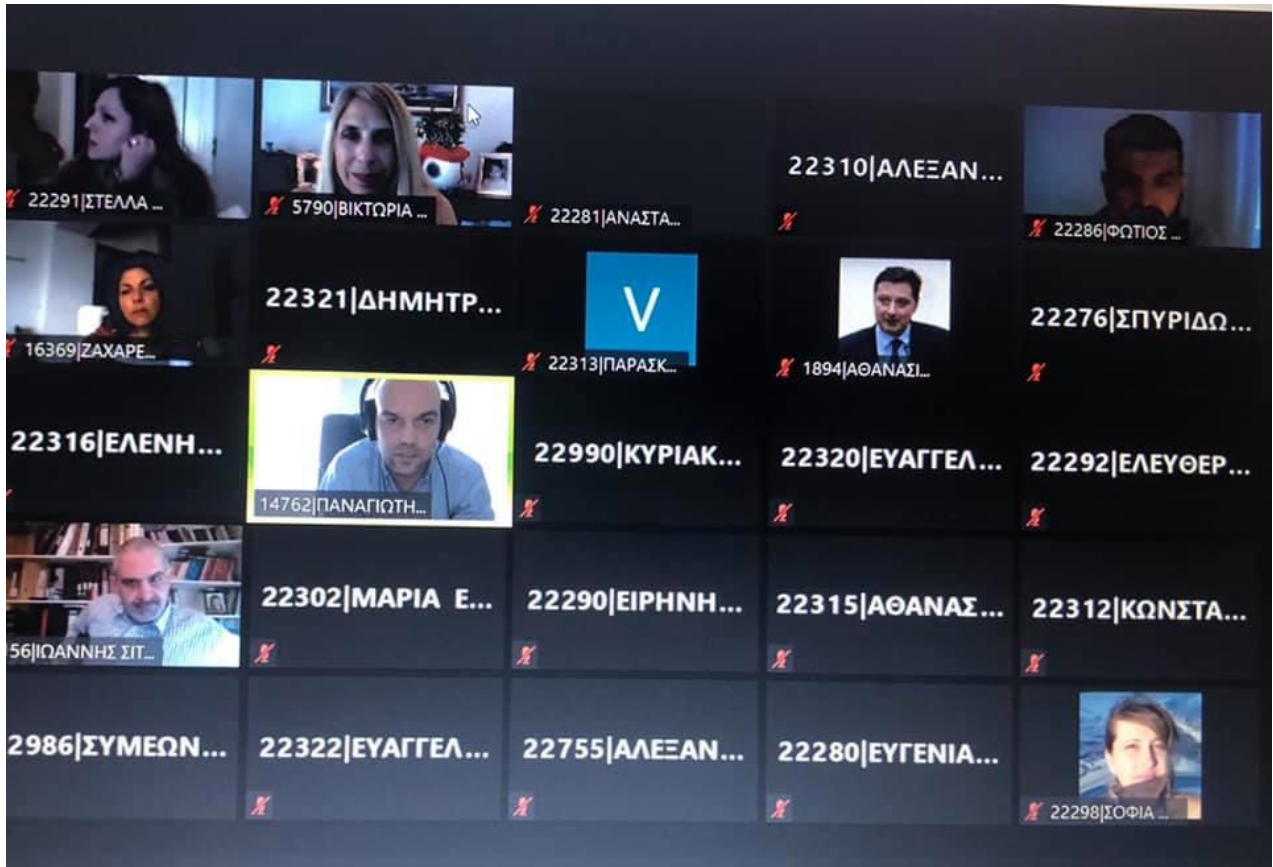 22291|ΣΤΕΛΛΑ ...
5790|ΒΙΚΤΩΡΙΑ ...
22281|ΑΝΑΣΤΑ...
22310|ΑΛΕΞΑΝ...
22286|ΦΩΤΙΟΣ ...
16369|ΖΑΧΑΡΕ...
22321|ΔΗΜΗΤΡ...
V
22313|ΠΑΡΑΣΚ...
1894|ΑΘΑΝΑΣΙ...
22276|ΣΠΥΡΙΔΩ...
22316|ΕΛΕΝΗ...
14762|ΠΑΝΑΓΙΩΤΗ...
22990|ΚΥΡΙΑΚ...
22320|ΕΥΑΓΓΕΛ...
22292|ΕΛΕΥΘΕΡ...
56|ΙΩΑΝΝΗΣ ΣΙΤ...
22302|ΜΑΡΙΑ Ε...
22290|ΕΙΡΗΝΗ...
22315|ΑΘΑΝΑΣ...
22312|ΚΩΝΣΤΑ...
2986|ΣΥΜΕΩΝ...
22322|ΕΥΑΓΓΕΛ...
22755|ΑΛΕΞΑΝ...
22280|ΕΥΓΕΝΙΑ...
22298|ΣΟΦΙΑ ...